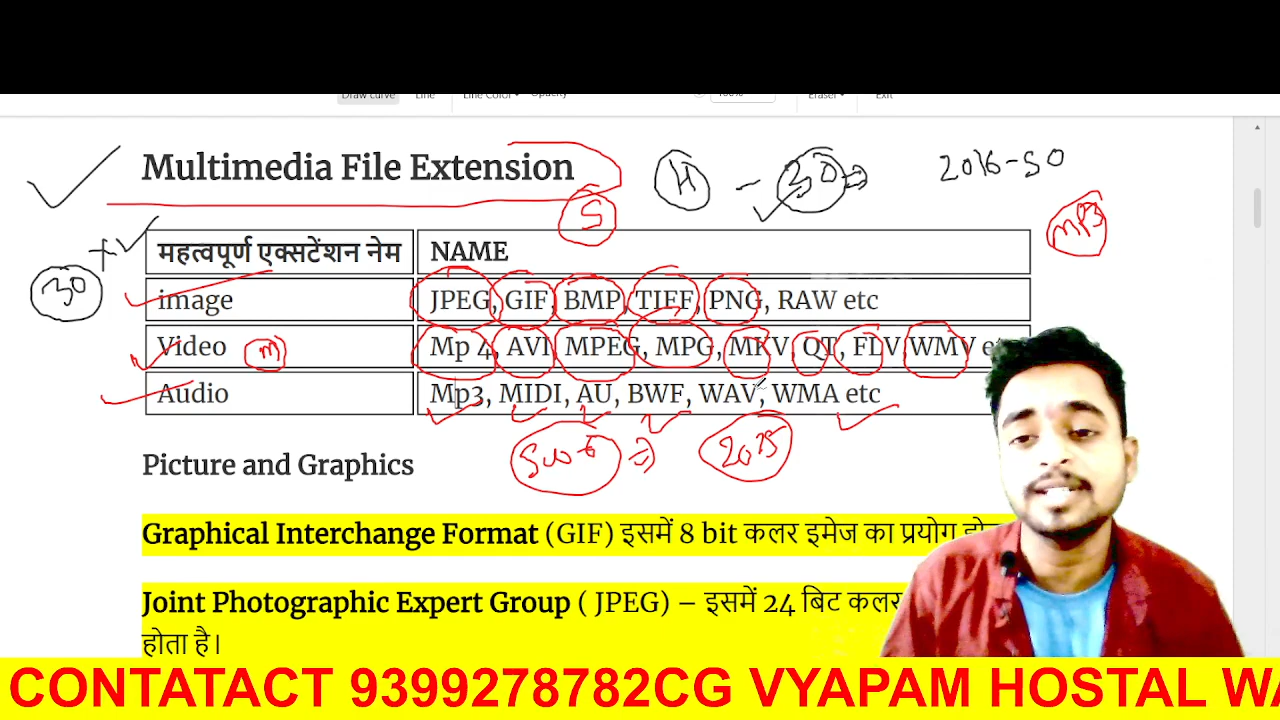 Multimedia File Extension
H - 30 ⇒
2016-50
S
MP3
30
महत्वपूर्ण एक्सटेंशन नेम NAME
image JPEG, GIF, BMP, TIFF, PNG, RAW etc
Video m Mp 4, AVI, MPEG, MPG, MKV, QT, FLV WMV
Audio Mp3, MIDI, AU, BWF, WAV, WMA etc
Picture and Graphics
Graphical Interchange Format (GIF) इसमें 8 bit कलर इमेज का प्रयोग
Joint Photographic Expert Group ( JPEG) – इसमें 24 बिट कलर
होता है।
CONTATACT 9399278782CG VYAPAM HOSTAL